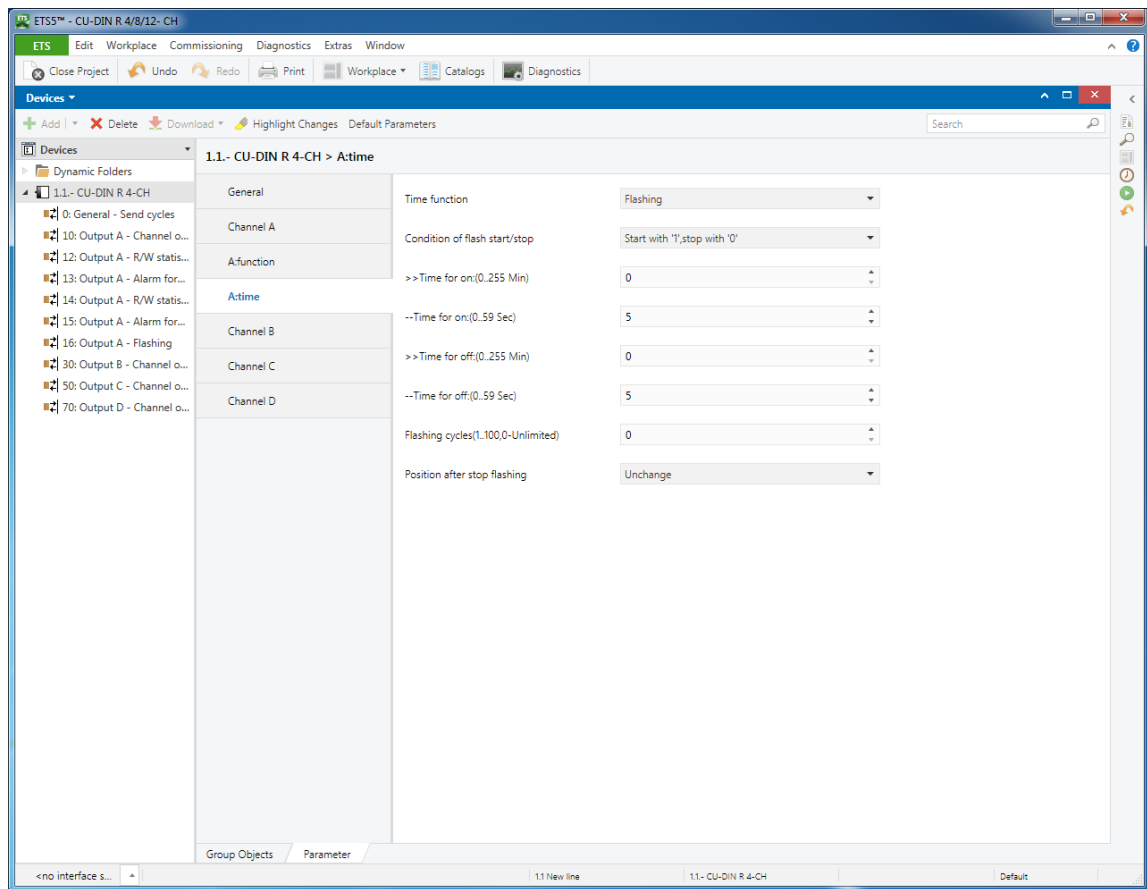 ETS5™ - CU-DIN R 4/8/12- CH
ETS Edit Workplace Commissioning Diagnostics Extras Window
Close Project Undo Redo Print Workplace Catalogs Diagnostics
Devices
Add Delete Download Highlight Changes Default Parameters Search
Devices
Dynamic Folders
1.1.- CU-DIN R 4-CH
0: General - Send cycles
10: Output A - Channel o...
12: Output A - R/W statis...
13: Output A - Alarm for...
14: Output A - R/W statis...
15: Output A - Alarm for...
16: Output A - Flashing
30: Output B - Channel o...
50: Output C - Channel o...
70: Output D - Channel o...
1.1.- CU-DIN R 4-CH > A:time
General
Channel A
A:function
A:time
Channel B
Channel C
Channel D
Time function Flashing
Condition of flash start/stop Start with '1',stop with '0'
>>Time for on:(0..255 Min) 0
--Time for on:(0..59 Sec) 5
>>Time for off:(0..255 Min) 0
--Time for off:(0..59 Sec) 5
Flashing cycles(1..100,0-Unlimited) 0
Position after stop flashing Unchange
Group Objects Parameter
<no interface s... 1.1 New line 1.1.- CU-DIN R 4-CH Default